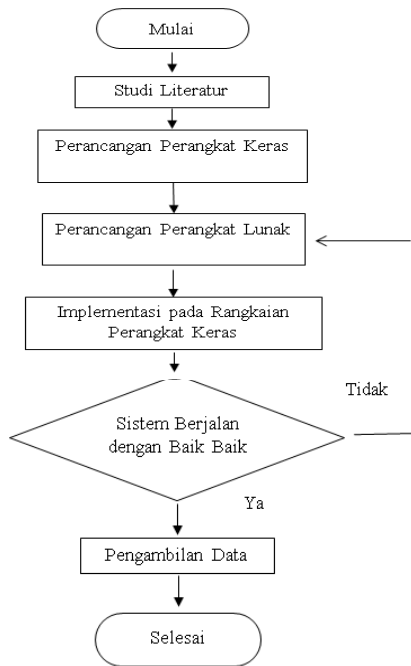 Mulai
Studi Literatur
Perancangan Perangkat Keras
Perancangan Perangkat Lunak
Implementasi pada Rangkaian
Perangkat Keras
Tidak
Sistem Berjalan
dengan Baik Baik
Ya
Pengambilan Data
Selesai